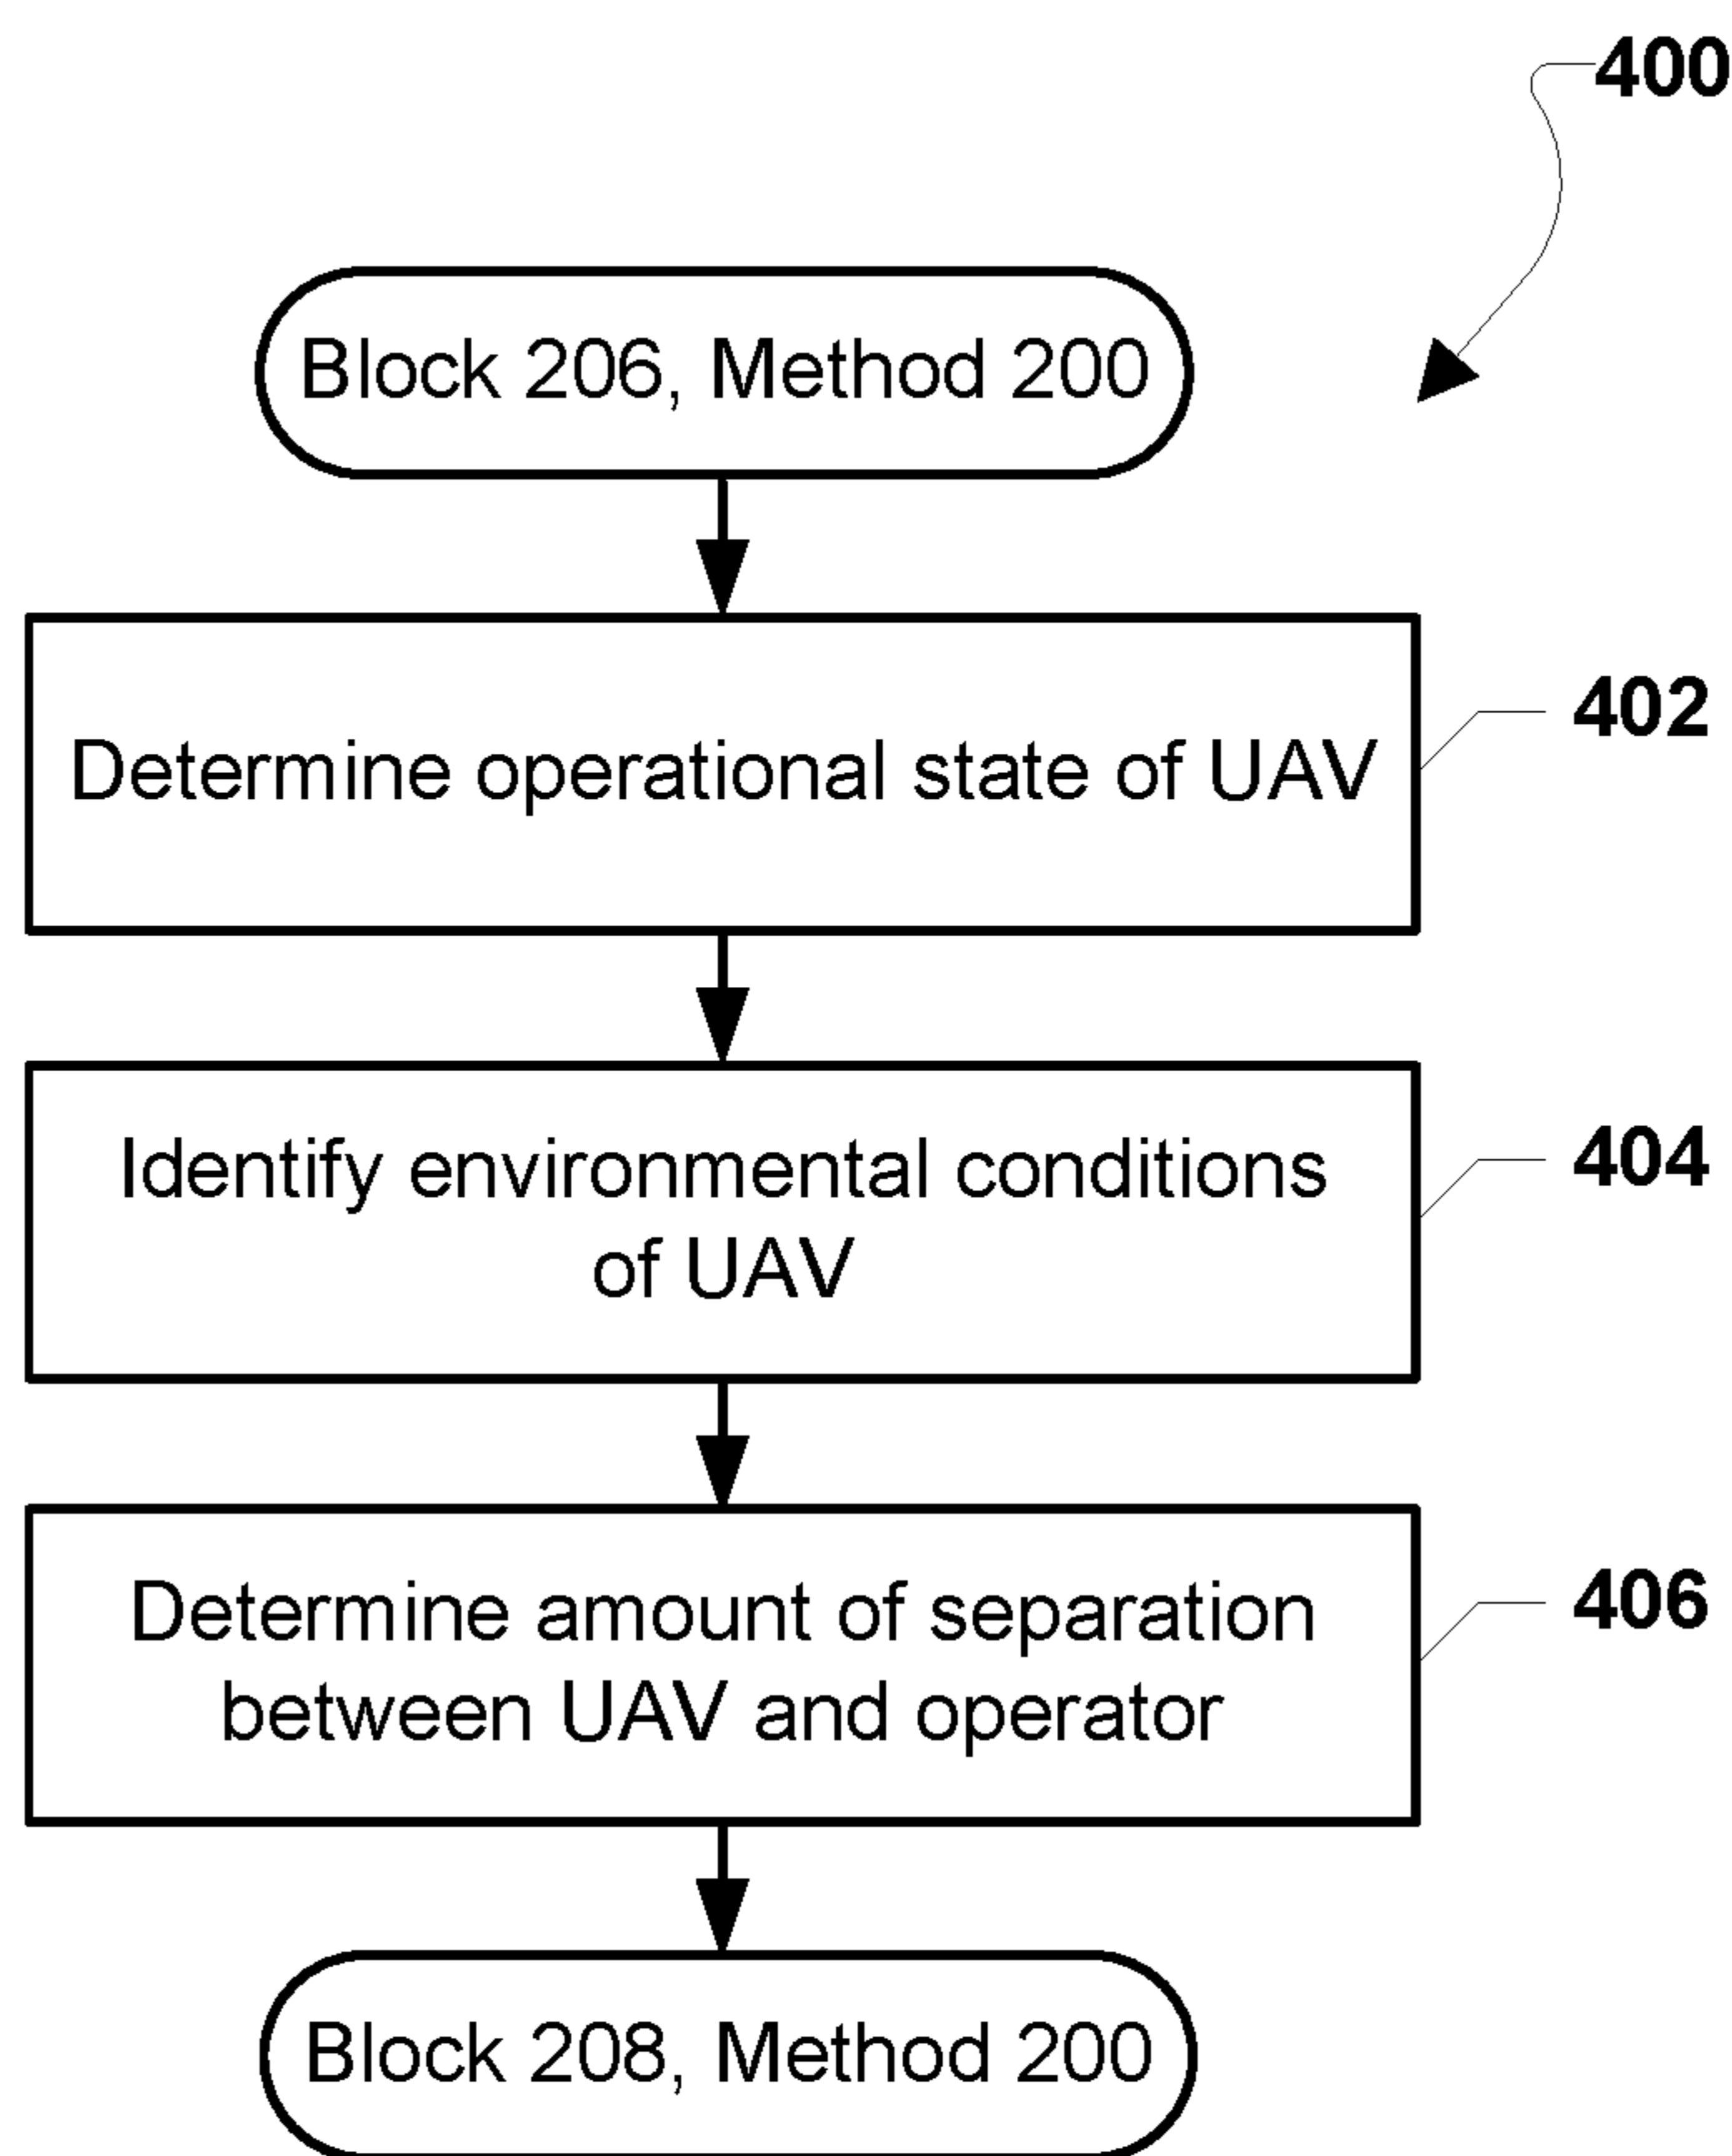 400
Block 206, Method 200
Determine operational state of UAV
402
Identify environmental conditions
of UAV
404
Determine amount of separation
between UAV and operator
406
Block 208, Method 200